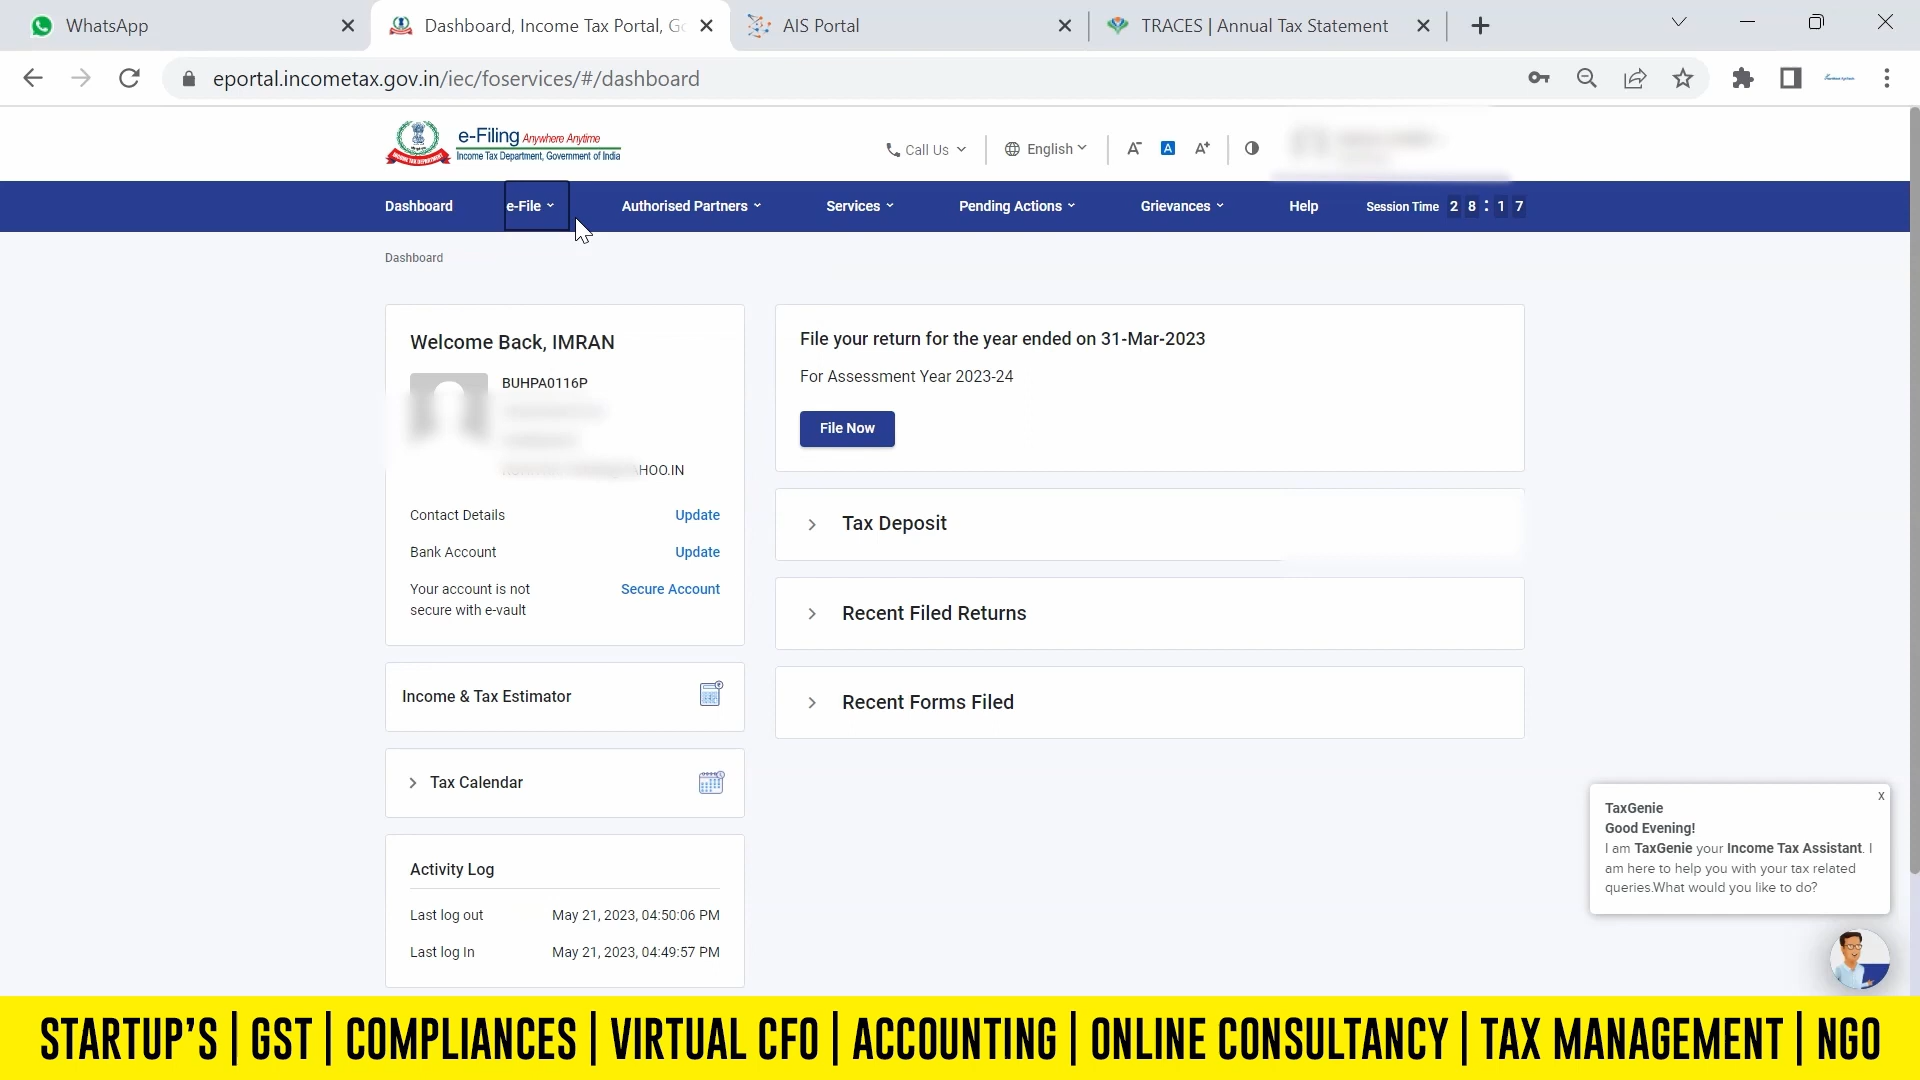 WhatsApp
Dashboard, Income Tax Portal, Go
AIS Portal
TRACES | Annual Tax Statement
eportal.incometax.gov.in/iec/foservices/#/dashboard
e-Filing Anywhere Anytime
Income Tax Department, Government of India
Call Us
English
A-
A
A+
Dashboard
e-File
Authorised Partners
Services
Pending Actions
Grievances
Help
Session Time 2 8 : 1 7
Dashboard
Welcome Back, IMRAN
BUHPA0116P
HOO.IN
Contact Details Update
Bank Account Update
Your account is not Secure Account
secure with e-vault
Income & Tax Estimator
Tax Calendar
Activity Log
Last log out May 21, 2023, 04:50:06 PM
Last log In May 21, 2023, 04:49:57 PM
File your return for the year ended on 31-Mar-2023
For Assessment Year 2023-24
File Now
Tax Deposit
Recent Filed Returns
Recent Forms Filed
x
TaxGenie
Good Evening!
I am TaxGenie your Income Tax Assistant. I
am here to help you with your tax related
queries.What would you like to do?
STARTUP'S | GST | COMPLIANCES | VIRTUAL CFO | ACCOUNTING | ONLINE CONSULTANCY | TAX MANAGEMENT | NGO